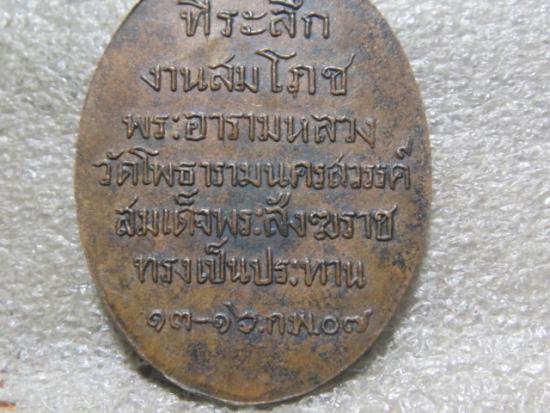 ที่ระลึก
งานสมโภช
พระอารามหลวง
วัดโพธารามนครสวรรค์
สมเด็จพระสังฆราช
ทรงเป็นประทาน
๑๓-๑๖.ก.พ.๐๗